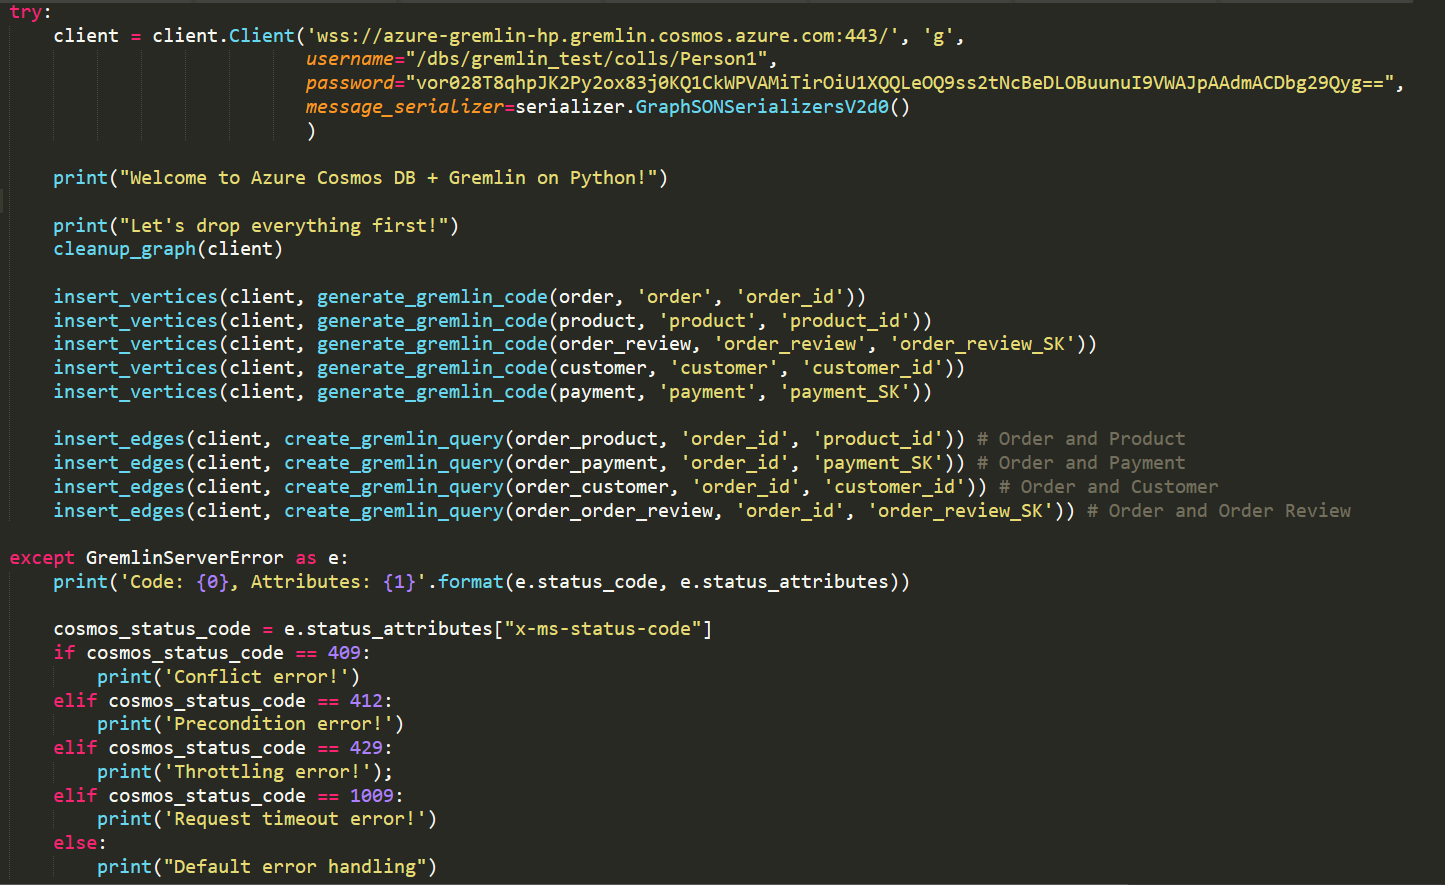 try:
    client = client.Client('wss://azure-gremlin-hp.gremlin.cosmos.azure.com:443/', 'g',
                           username="/dbs/gremlin_test/colls/Person1",
                           password="vor028T8qhpJK2Py2ox83j0KQ1CkWPVAMiTirOiU1XQQLeOQ9ss2tNcBeDLOBuunuI9VWAJpAAdmACDbg29Qyg==",
                           message_serializer=serializer.GraphSONSerializersV2d0()
                           )
    print("Welcome to Azure Cosmos DB + Gremlin on Python!")
    print("Let's drop everything first!")
    cleanup_graph(client)
    insert_vertices(client, generate_gremlin_code(order, 'order', 'order_id'))
    insert_vertices(client, generate_gremlin_code(product, 'product', 'product_id'))
    insert_vertices(client, generate_gremlin_code(order_review, 'order_review', 'order_review_SK'))
    insert_vertices(client, generate_gremlin_code(customer, 'customer', 'customer_id'))
    insert_vertices(client, generate_gremlin_code(payment, 'payment', 'payment_SK'))
    insert_edges(client, create_gremlin_query(order_product, 'order_id', 'product_id')) # Order and Product
    insert_edges(client, create_gremlin_query(order_payment, 'order_id', 'payment_SK')) # Order and Payment
    insert_edges(client, create_gremlin_query(order_customer, 'order_id', 'customer_id')) # Order and Customer
    insert_edges(client, create_gremlin_query(order_order_review, 'order_id', 'order_review_SK')) # Order and Order Review
except GremlinServerError as e:
    print('Code: {0}, Attributes: {1}'.format(e.status_code, e.status_attributes))
    cosmos_status_code = e.status_attributes["x-ms-status-code"]
    if cosmos_status_code == 409:
        print('Conflict error!')
    elif cosmos_status_code == 412:
        print('Precondition error!')
    elif cosmos_status_code == 429:
        print('Throttling error!');
    elif cosmos_status_code == 1009:
        print('Request timeout error!')
    else:
        print("Default error handling")